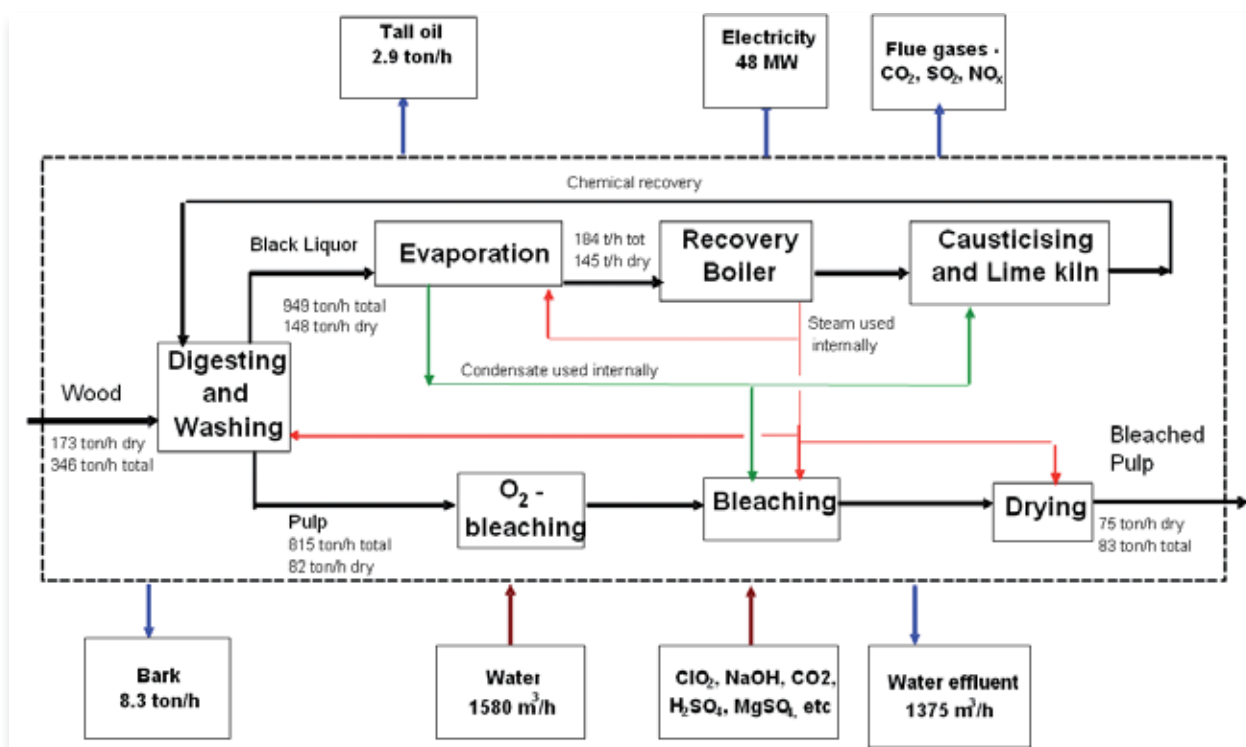 Tall oil
2.9 ton/h
Electricity
48 MW
Flue gases -
CO₂, SO₂, NOₓ
Chemical recovery
Black Liquor
Evaporation
184 t/h tot
145 t/h dry
Recovery
Boiler
Causticising
and Lime kiln
949 ton/h total
148 ton/h dry
Steam used
internally
Digesting
and
Washing
Condensate used internally
Wood
173 ton/h dry
346 ton/h total
Bleached
Pulp
O₂ -
bleaching
Bleaching
Drying
Pulp
815 ton/h total
82 ton/h dry
75 ton/h dry
83 ton/h total
Bark
8.3 ton/h
Water
1580 m³/h
ClO₂, NaOH, CO2,
H₂SO₄, MgSO₄, etc
Water effluent
1375 m³/h